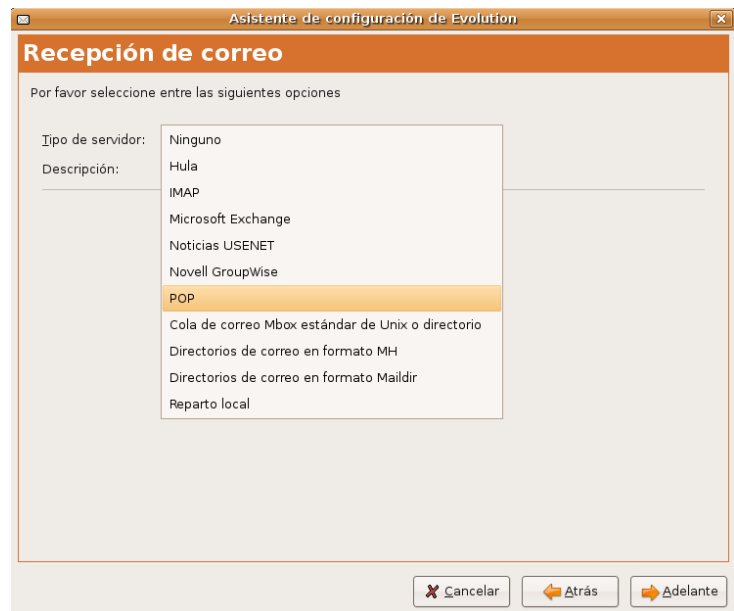 Asistente de configuración de Evolution
Recepción de correo
Por favor seleccione entre las siguientes opciones
Tipo de servidor:
Descripción:
Ninguno
Hula
IMAP
Microsoft Exchange
Noticias USENET
Novell GroupWise
POP
Cola de correo Mbox estándar de Unix o directorio
Directorios de correo en formato MH
Directorios de correo en formato Maildir
Reparto local
Cancelar
Atrás
Adelante